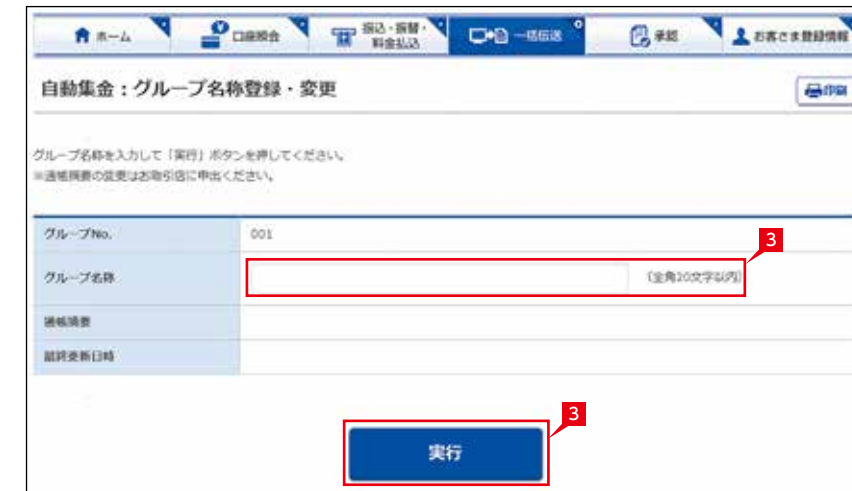 ホーム
口座照会
振込・振替・
料金払込
一括伝送
承認
お客さま登録情報
自動集金：グループ名称登録・変更
印刷
グループ名称を入力して「実行」ボタンを押してください。
※通帳摘要の変更はお取引店に申出ください。
グループNo.
001
3
グループ名称
（全角20文字以内）
通帳摘要
最終更新日時
3
実行